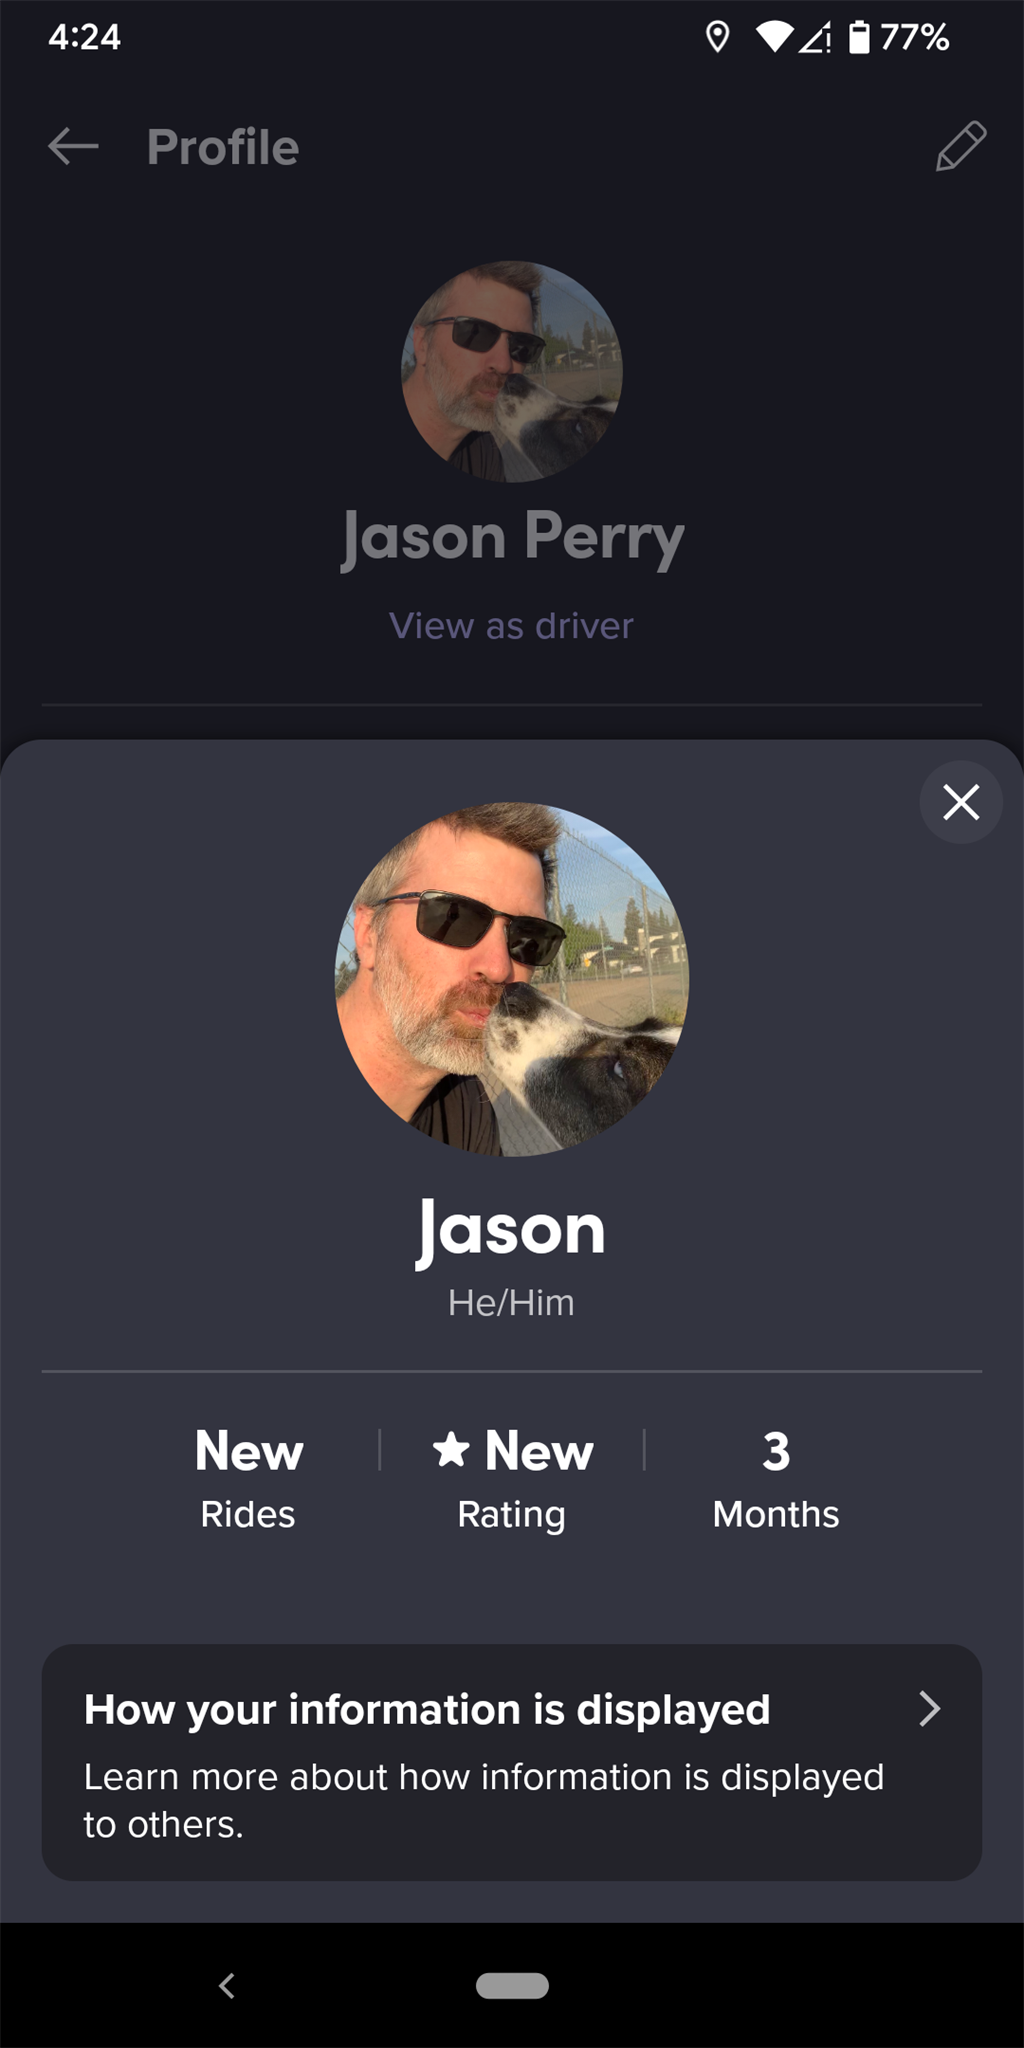 4:24
77%
Profile
Jason Perry
View as driver
Jason
He/Him
New
Rides
New
Rating
3
Months
How your information is displayed
Learn more about how information is displayed
to others.